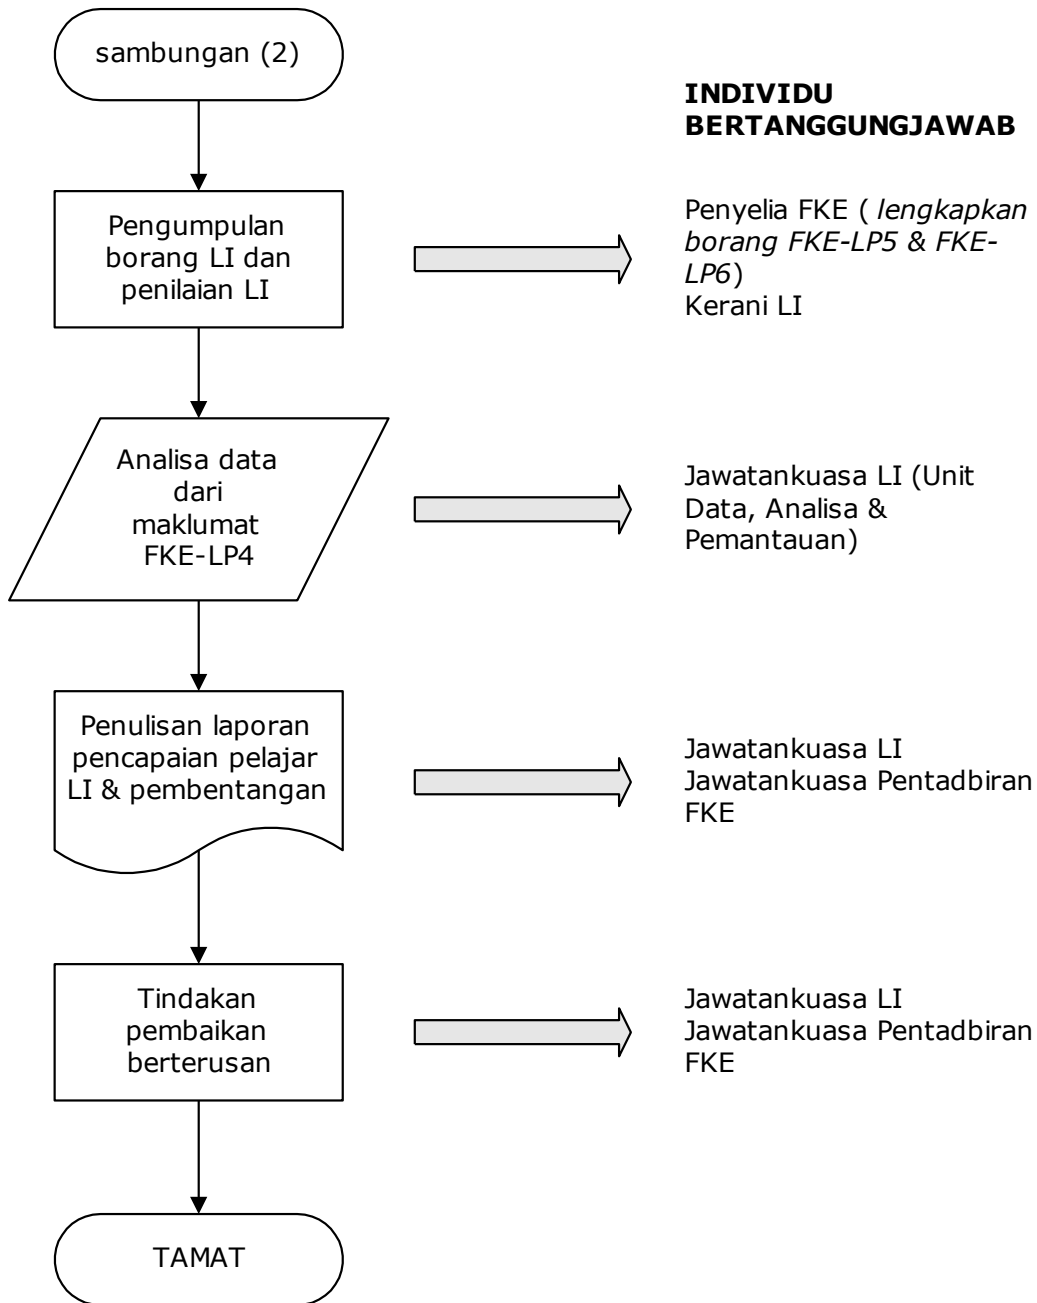 sambungan (2)
INDIVIDU
BERTANGGUNGJAWAB
Pengumpulan
borang LI dan
penilaian LI
Penyelia FKE ( lengkapkan
borang FKE-LP5 & FKE-
LP6)
Kerani LI
Analisa data
dari
maklumat
FKE-LP4
Jawatankuasa LI (Unit
Data, Analisa &
Pemantauan)
Penulisan laporan
pencapaian pelajar
LI & pembentangan
Jawatankuasa LI
Jawatankuasa Pentadbiran
FKE
Tindakan
pembaikan
berterusan
Jawatankuasa LI
Jawatankuasa Pentadbiran
FKE
TAMAT